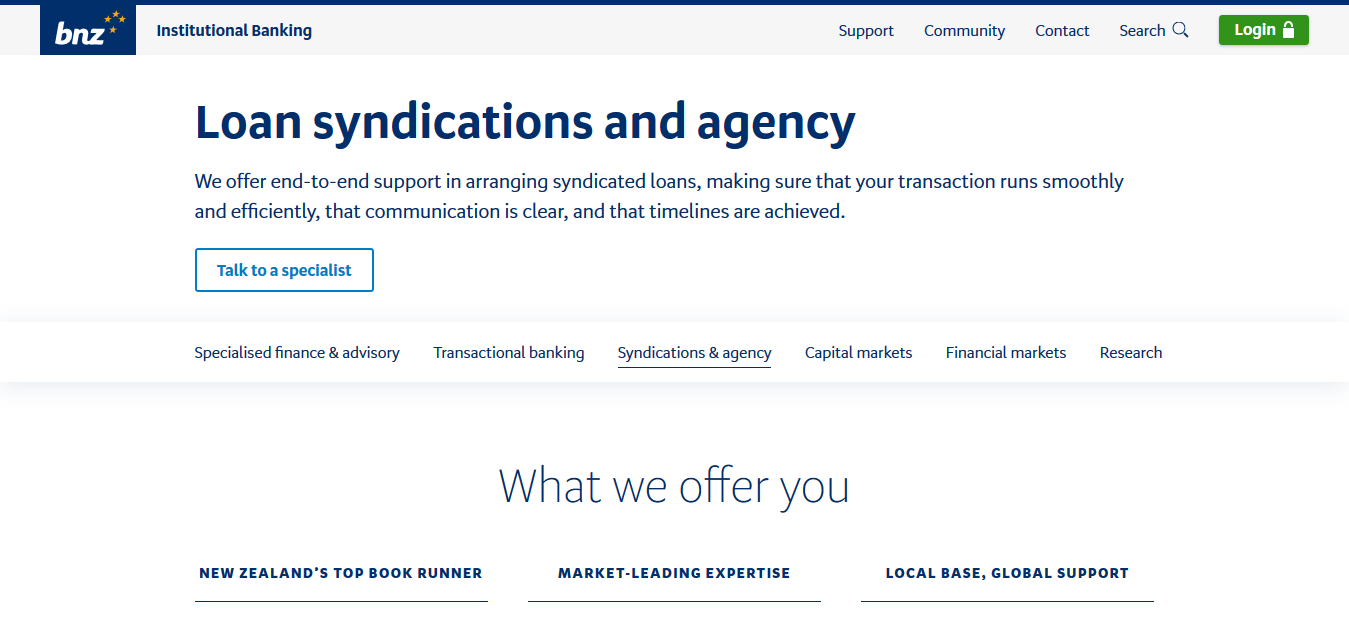 bnz
Institutional Banking
Support
Community
Contact
Search
Login
Loan syndications and agency
We offer end-to-end support in arranging syndicated loans, making sure that your transaction runs smoothly
and efficiently, that communication is clear, and that timelines are achieved.
Talk to a specialist
Specialised finance & advisory
Transactional banking
Syndications & agency
Capital markets
Financial markets
Research
What we offer you
NEW ZEALAND’S TOP BOOK RUNNER
MARKET-LEADING EXPERTISE
LOCAL BASE, GLOBAL SUPPORT